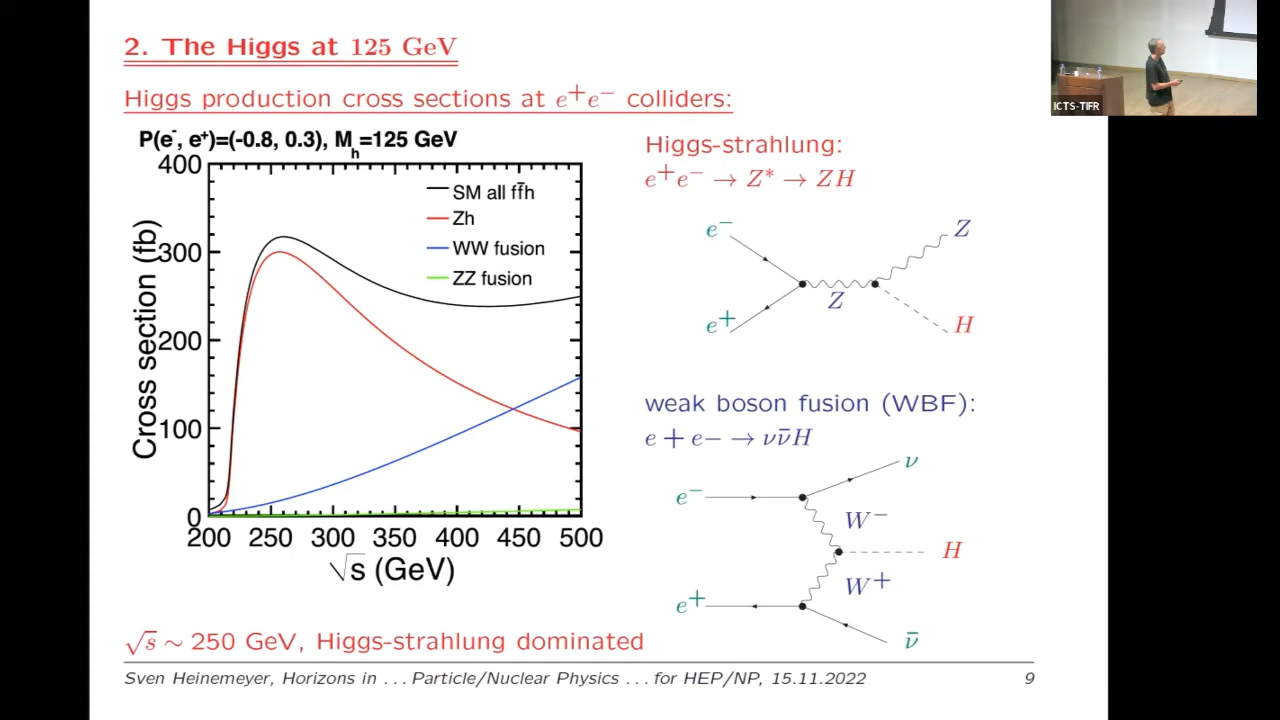 2. The Higgs at 125 GeV
Higgs production cross sections at e⁺e⁻ colliders:
P(e⁻, e⁺)=(-0.8, 0.3), M_h=125 GeV
Cross section (fb)
400
300
200
100
0
SM all ff̄h
Zh
WW fusion
ZZ fusion
200 250 300 350 400 450 500
√s (GeV)
Higgs-strahlung:
e⁺e⁻ → Z* → ZH
e⁻
Z
Z
e⁺
H
weak boson fusion (WBF):
e + e− → νν̄H
ν
e⁻
W⁻
H
W⁺
e⁺
ν̄
√s ∼ 250 GeV, Higgs-strahlung dominated
Sven Heinemeyer, Horizons in ... Particle/Nuclear Physics ... for HEP/NP, 15.11.2022 9
ICTS-TIFR